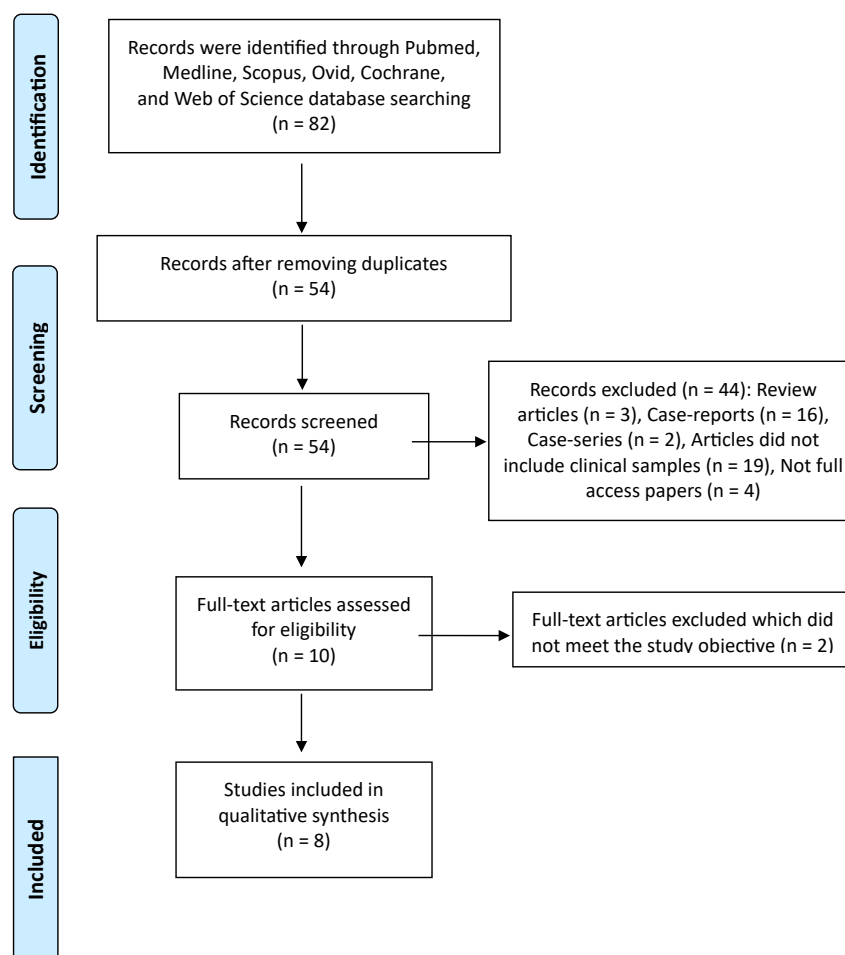 Identification
Records were identified through Pubmed,
Medline, Scopus, Ovid, Cochrane,
and Web of Science database searching
(n = 82)
Screening
Records after removing duplicates
(n = 54)
Records screened
(n = 54)
Records excluded (n = 44): Review
articles (n = 3), Case-reports (n = 16),
Case-series (n = 2), Articles did not
include clinical samples (n = 19), Not full
access papers (n = 4)
Eligibility
Full-text articles assessed
for eligibility
(n = 10)
Full-text articles excluded which did
not meet the study objective (n = 2)
Included
Studies included in
qualitative synthesis
(n = 8)